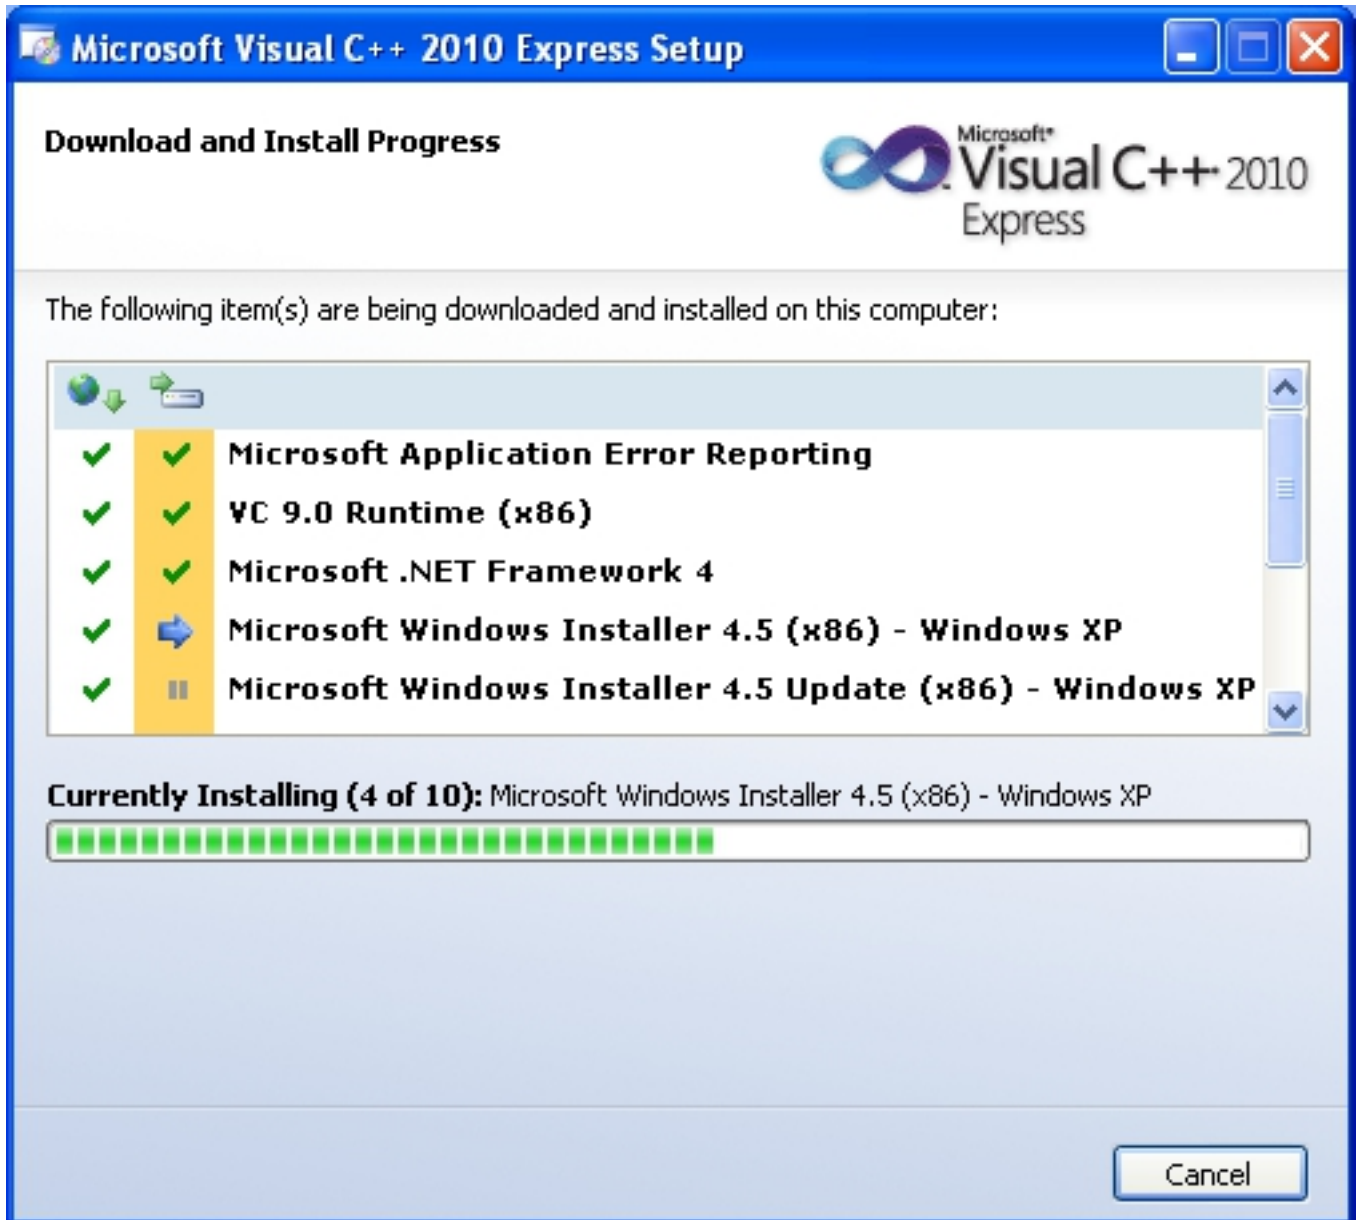 Microsoft Visual C++ 2010 Express Setup
Download and Install Progress
Microsoft®
Visual C++ 2010
Express
The following item(s) are being downloaded and installed on this computer:
Microsoft Application Error Reporting
VC 9.0 Runtime (x86)
Microsoft .NET Framework 4
Microsoft Windows Installer 4.5 (x86) - Windows XP
Microsoft Windows Installer 4.5 Update (x86) - Windows XP
Currently Installing (4 of 10): Microsoft Windows Installer 4.5 (x86) - Windows XP
Cancel